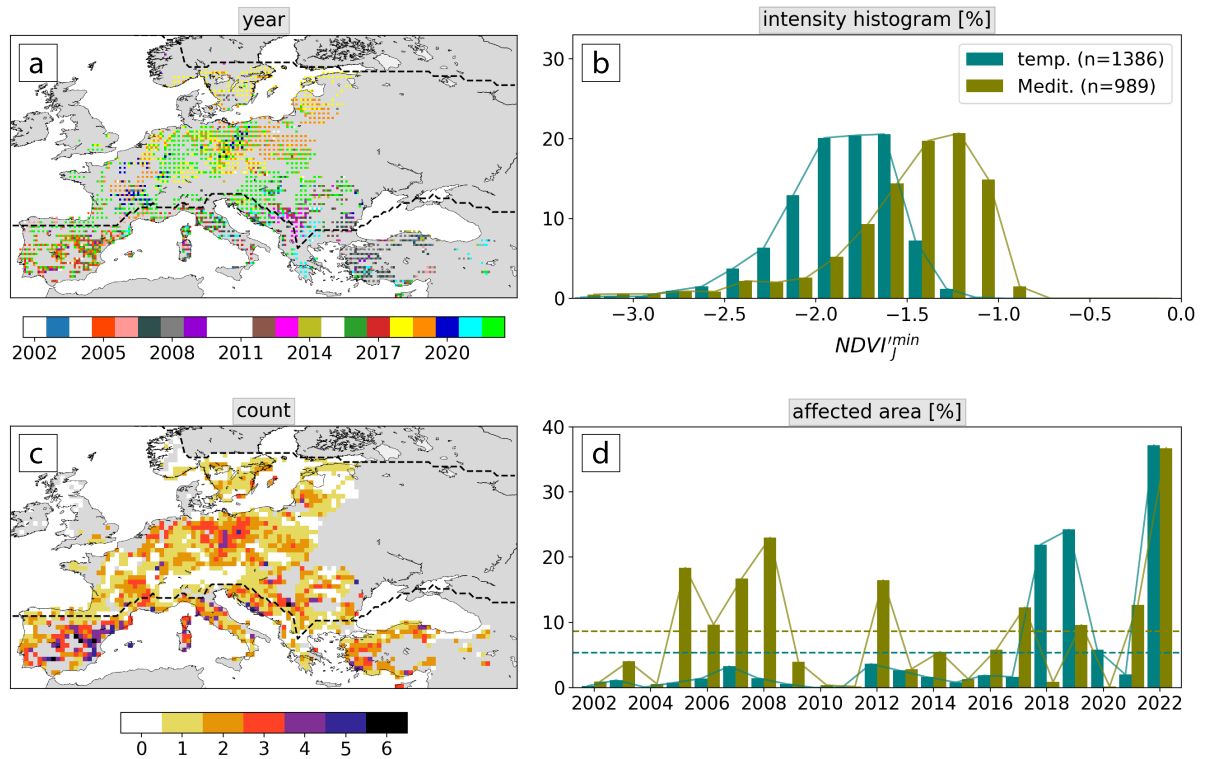 year
a
2002 2005 2008 2011 2014 2017 2020
intensity histogram [%]
b
temp. (n=1386)
Medit. (n=989)
30
20
10
0
−3.0 −2.5 −2.0 −1.5 −1.0 −0.5 0.0
NDVI'_J^min
count
c
0 1 2 3 4 5 6
affected area [%]
d
40
30
20
10
0
2002 2004 2006 2008 2010 2012 2014 2016 2018 2020 2022